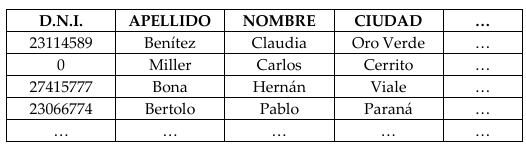 D.N.I. APELLIDO NOMBRE CIUDAD …
23114589 Benítez Claudia Oro Verde …
0 Miller Carlos Cerrito …
27415777 Bona Hernán Viale …
23066774 Bertolo Pablo Paraná …
… … … … …